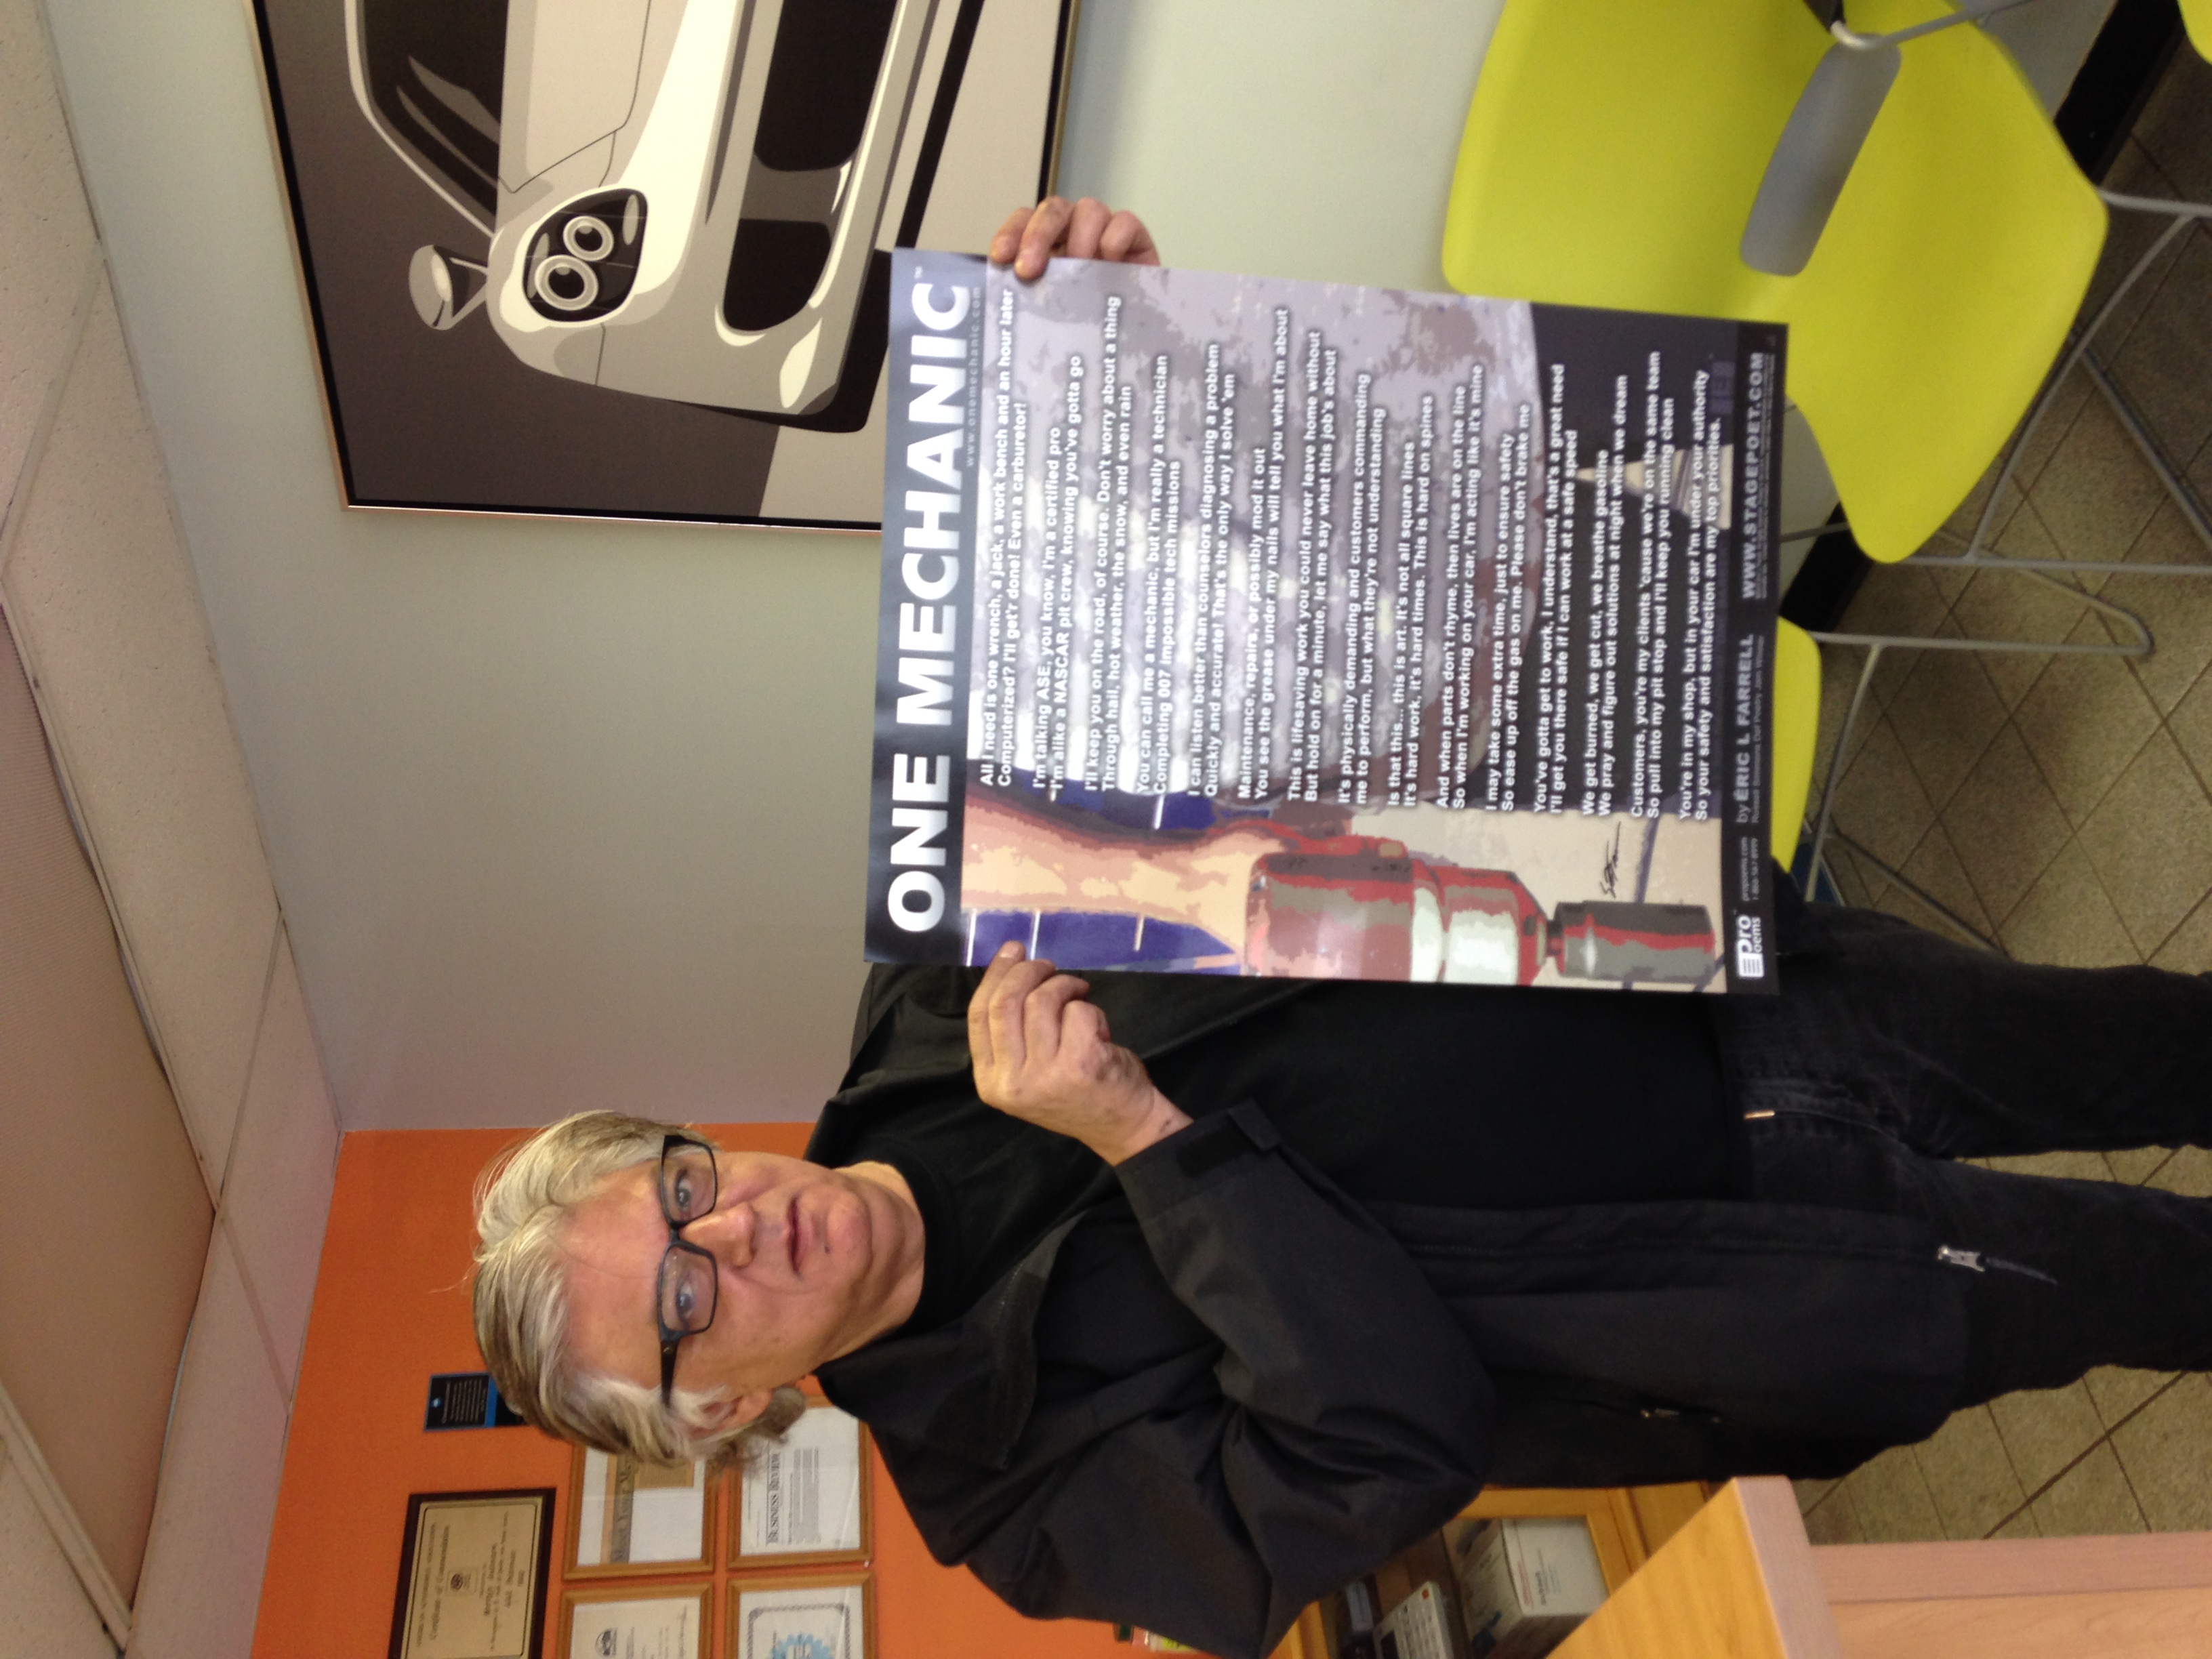 ONE MECHANIC™
www.onemechanic.com
All I need is one wrench, a jack, a work bench and an hour later
Computerized? I'll get'r done! Even a carburetor!
I'm talking ASE, you know, I'm a certified pro
I'm alike a NASCAR pit crew, knowing you've gotta go
I'll keep you on the road, of course. Don't worry about a thing
Through hail, hot weather, the snow, and even rain
You can call me a mechanic, but I'm really a technician
Completing 007 impossible tech missions
I can listen better than counselors diagnosing a problem
Quickly and accurate! That's the only way I solve 'em
Maintenance, repairs, or possibly mod it out
You see the grease under my nails will tell you what I'm about
This is lifesaving work you could never leave home without
But hold on for a minute, let me say what this job's about
It's physically demanding and customers commanding
me to perform, but what they're not understanding
Is that this... this is art. It's not all square lines
It's hard work, it's hard times. This is hard on spines
And when parts don't rhyme, then lives are on the line
So when I'm working on your car, I'm acting like it's mine
I may take some extra time, just to ensure safety
So ease up off the gas on me. Please don't brake me
You've gotta get to work, I understand, that's a great need
I'll get you there safe if I can work at a safe speed
We get burned, we get cut, we breathe gasoline
We pray and figure out solutions at night when we dream
Customers, you're my clients 'cause we're on the same team
So pull into my pit stop and I'll keep you running clean
You're in my shop, but in your car I'm under your authority
So your safety and satisfaction are my top priorities.
Pro
oems
propoems.com
by ERIC L FARRELL
WWW.STAGEPOET.COM
BUSINESS REVIEW